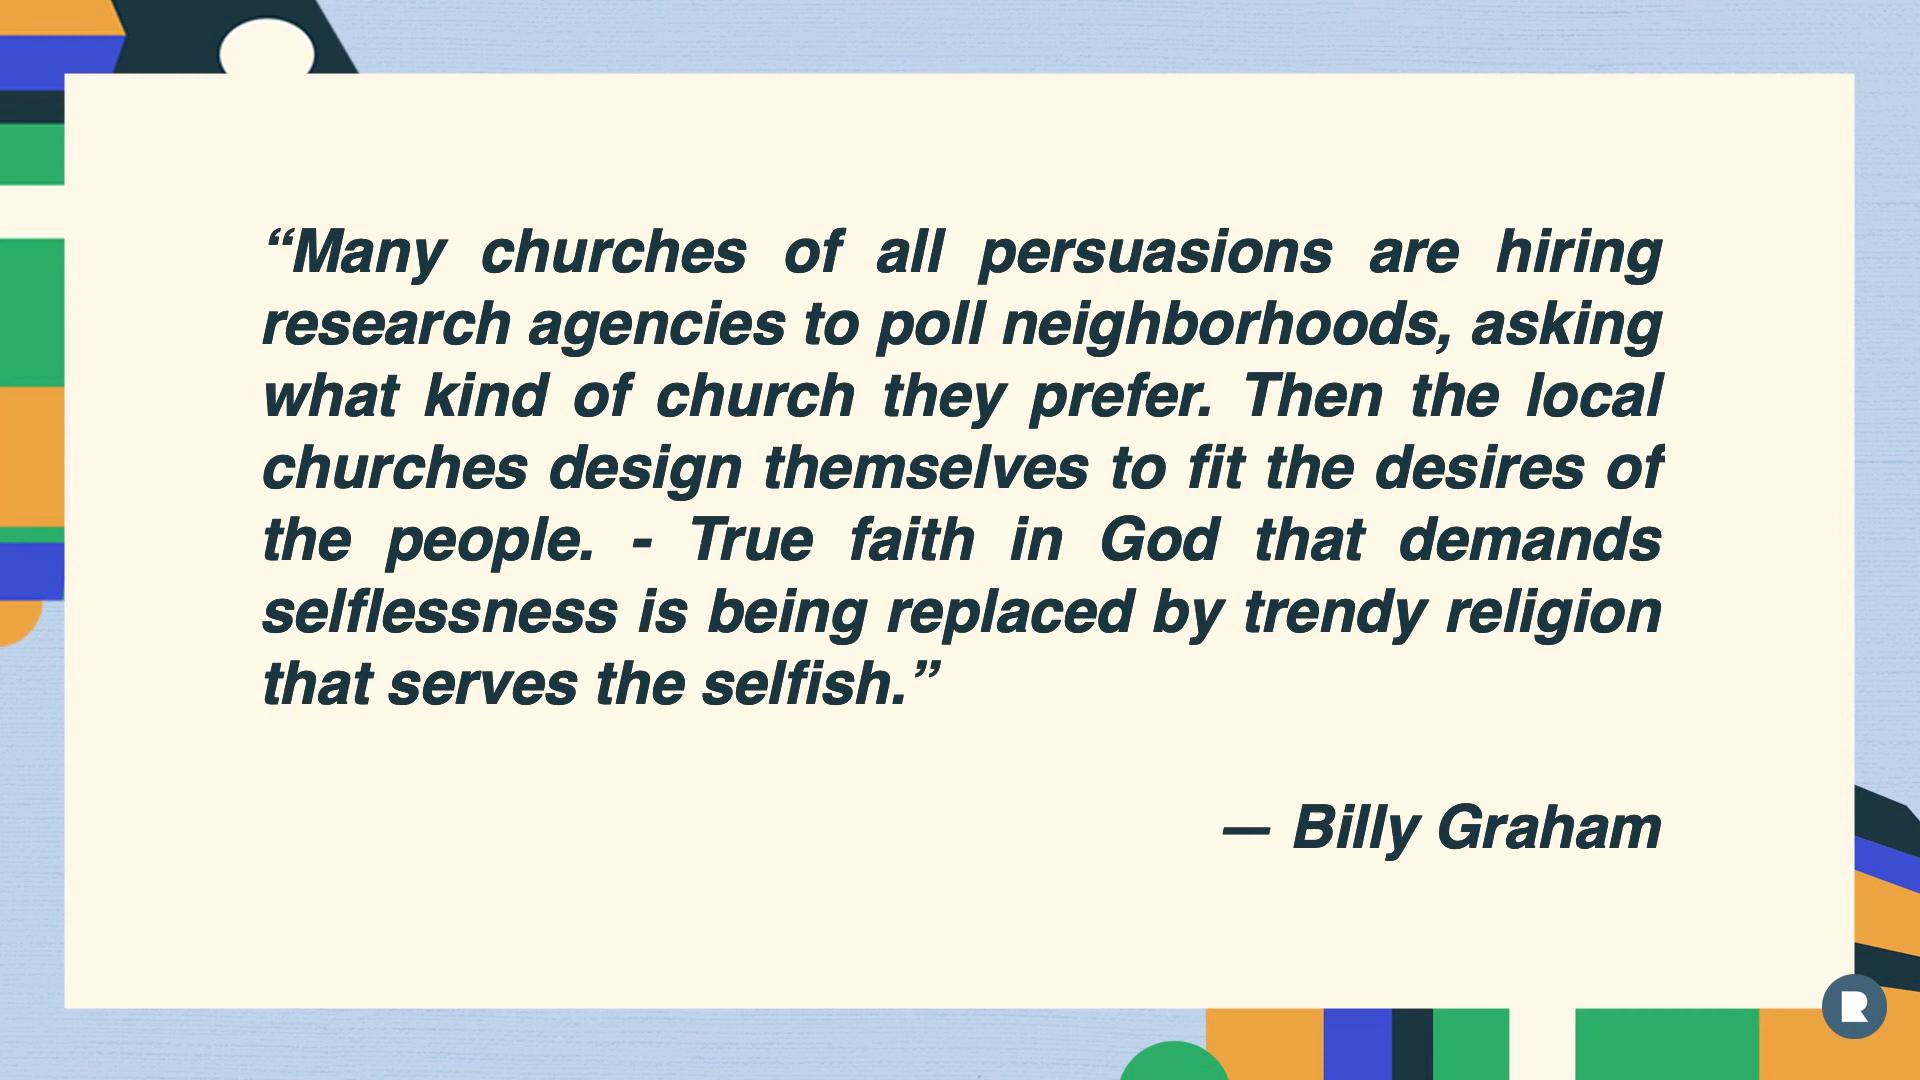 “Many churches of all persuasions are hiring
research agencies to poll neighborhoods, asking
what kind of church they prefer. Then the local
churches design themselves to fit the desires of
the people. - True faith in God that demands
selflessness is being replaced by trendy religion
that serves the selfish.”
— Billy Graham
R